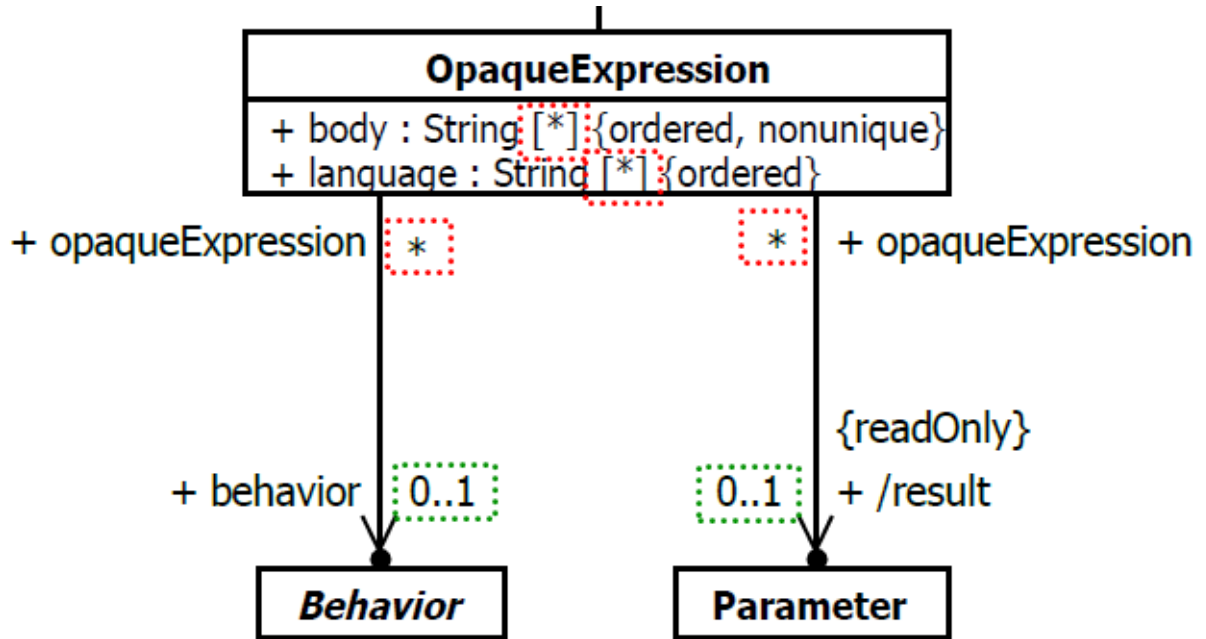 OpaqueExpression
+ body : String [*] {ordered, nonunique}
+ language : String [*] {ordered}
+ opaqueExpression * * + opaqueExpression
{readOnly}
+ behavior 0..1 0..1 + /result
Behavior Parameter